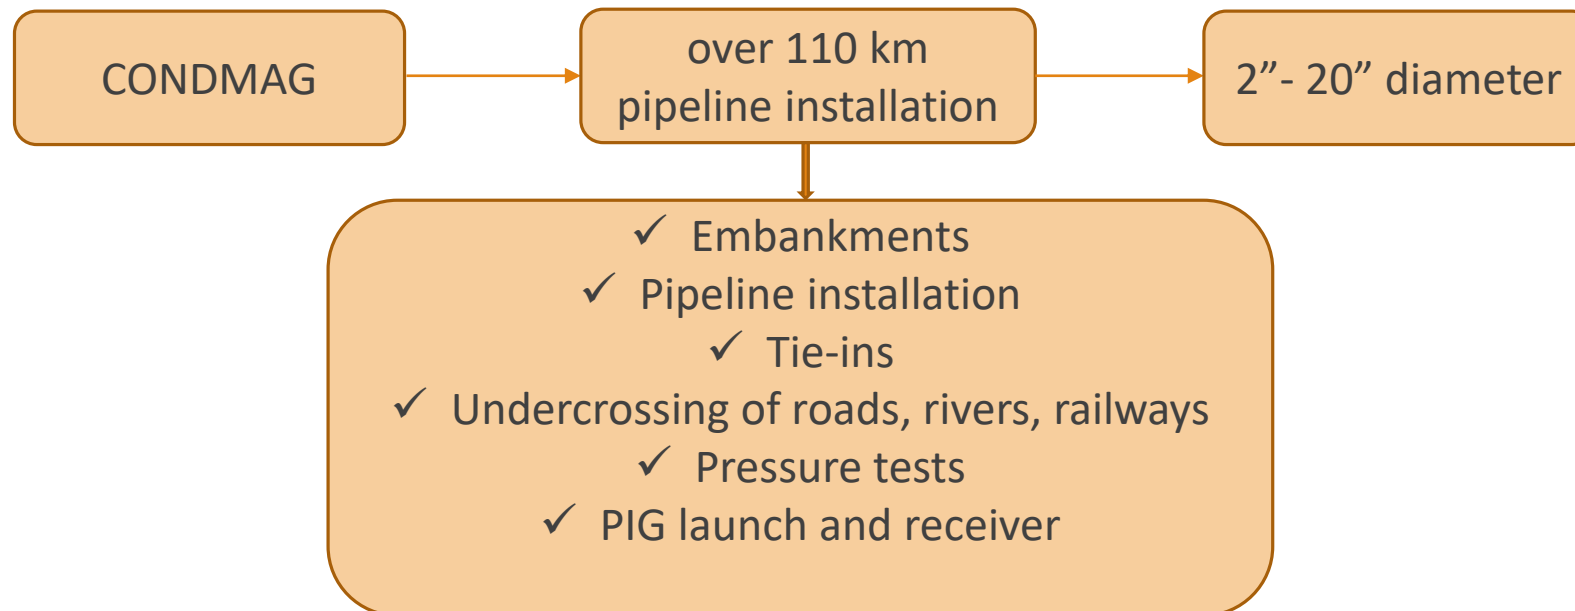 CONDMAG
over 110 km
pipeline installation
2”- 20” diameter
✓ Embankments
✓ Pipeline installation
✓ Tie-ins
✓ Undercrossing of roads, rivers, railways
✓ Pressure tests
✓ PIG launch and receiver